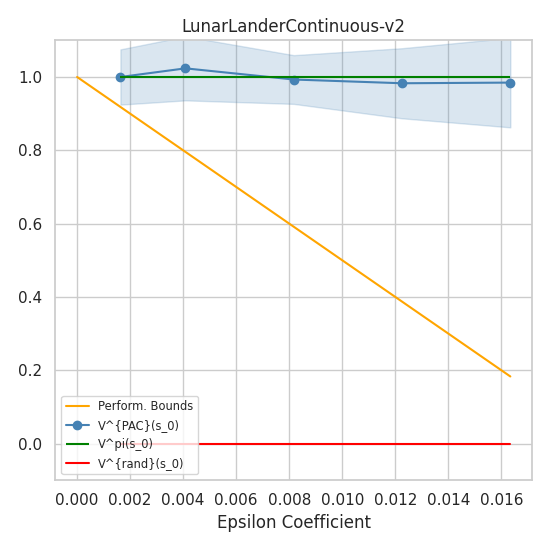 LunarLanderContinuous-v2
1.0
0.8
0.6
0.4
0.2
0.0
Perform. Bounds
V^{PAC}(s_0)
V^pi(s_0)
V^{rand}(s_0)
0.000 0.002 0.004 0.006 0.008 0.010 0.012 0.014 0.016
Epsilon Coefficient